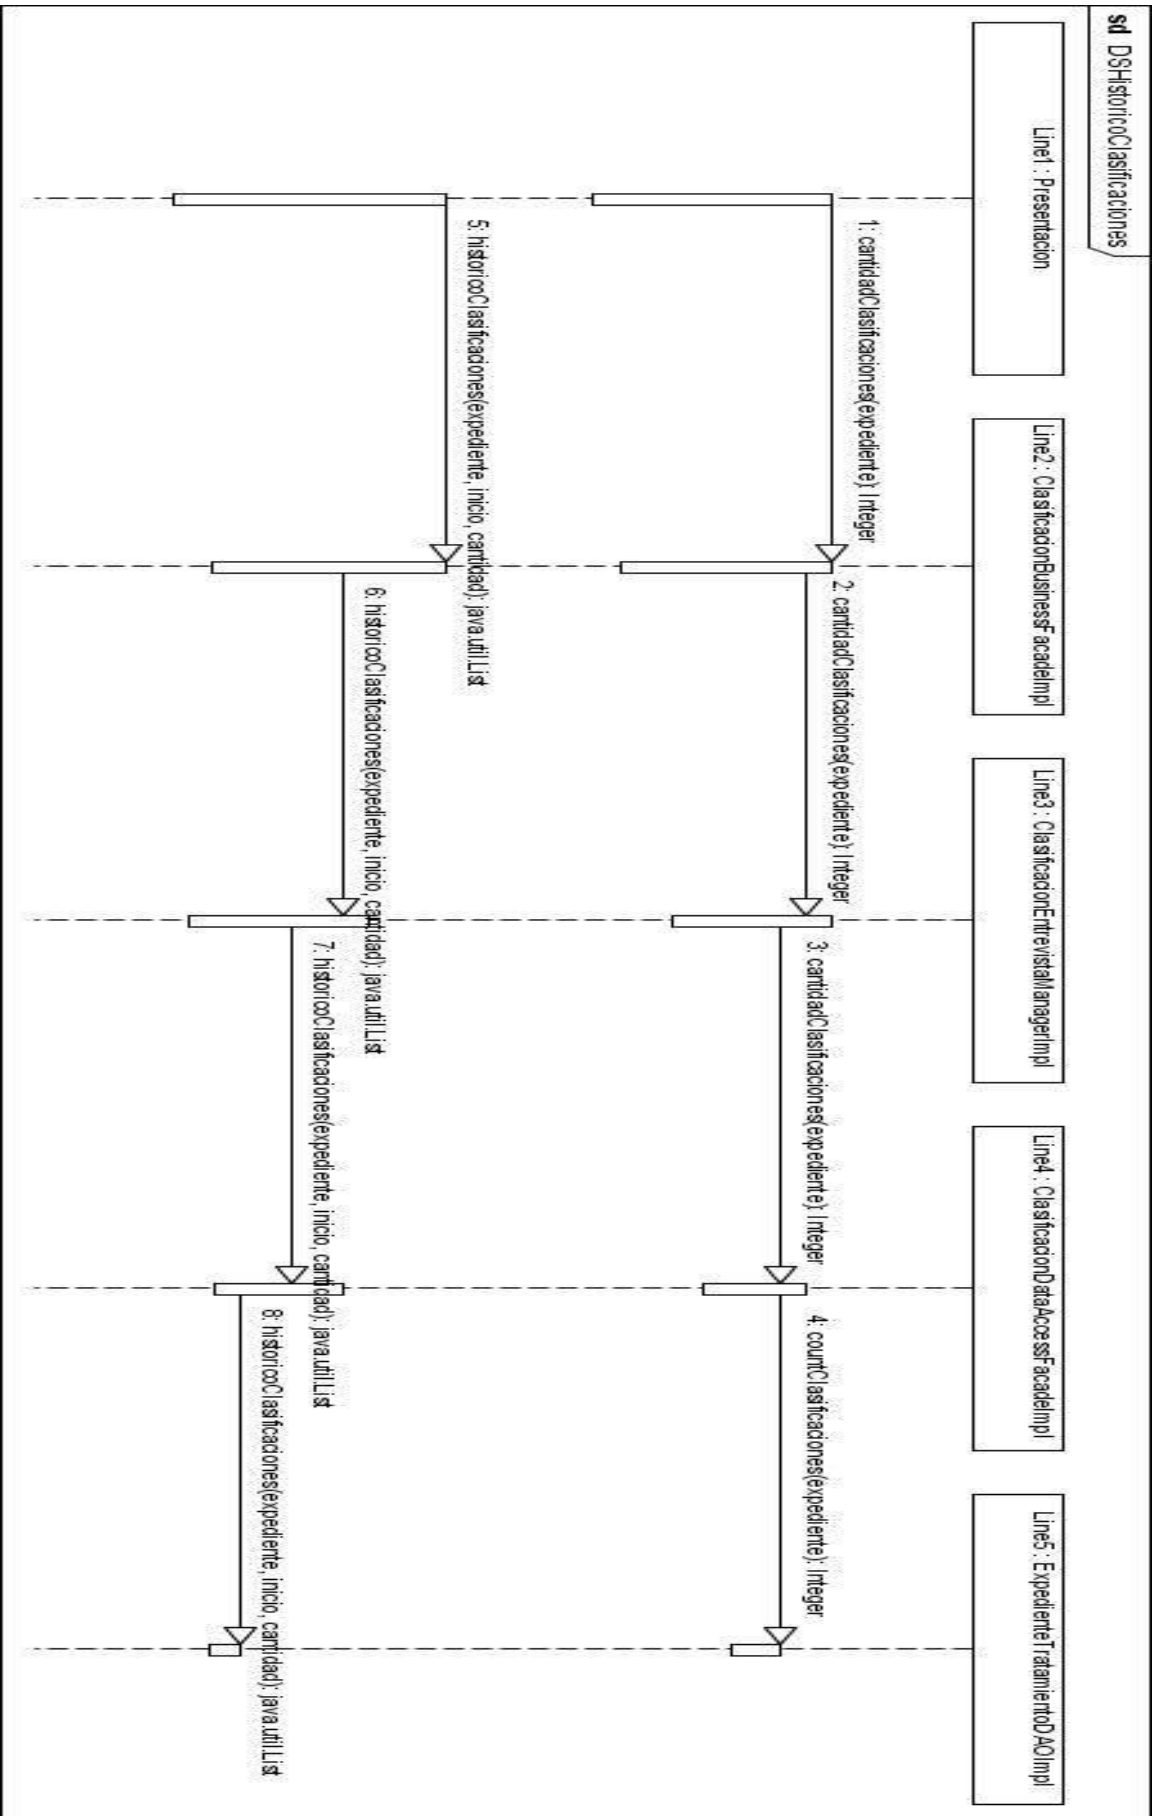 sd DSHistoricoClasificaciones
Line1 : Presentacion
Line2 : ClasificacionBusinessFacadeImpl
Line3 : ClasificacionEntrevistaManagerImpl
Line4 : ClasificacionDataAccessFacadeImpl
Line5 : ExpedienteTratamientoDAOImpl
1: cantidadClasificaciones(expediente): Integer
2: cantidadClasificaciones(expediente): Integer
3: cantidadClasificaciones(expediente): Integer
4: countClasificaciones(expediente): Integer
5: historicoClasificaciones(expediente, inicio, cantidad): java.util.List
6: historicoClasificaciones(expediente, inicio, cantidad): java.util.List
7: historicoClasificaciones(expediente, inicio, cantidad): java.util.List
8: historicoClasificaciones(expediente, inicio, cantidad): java.util.List